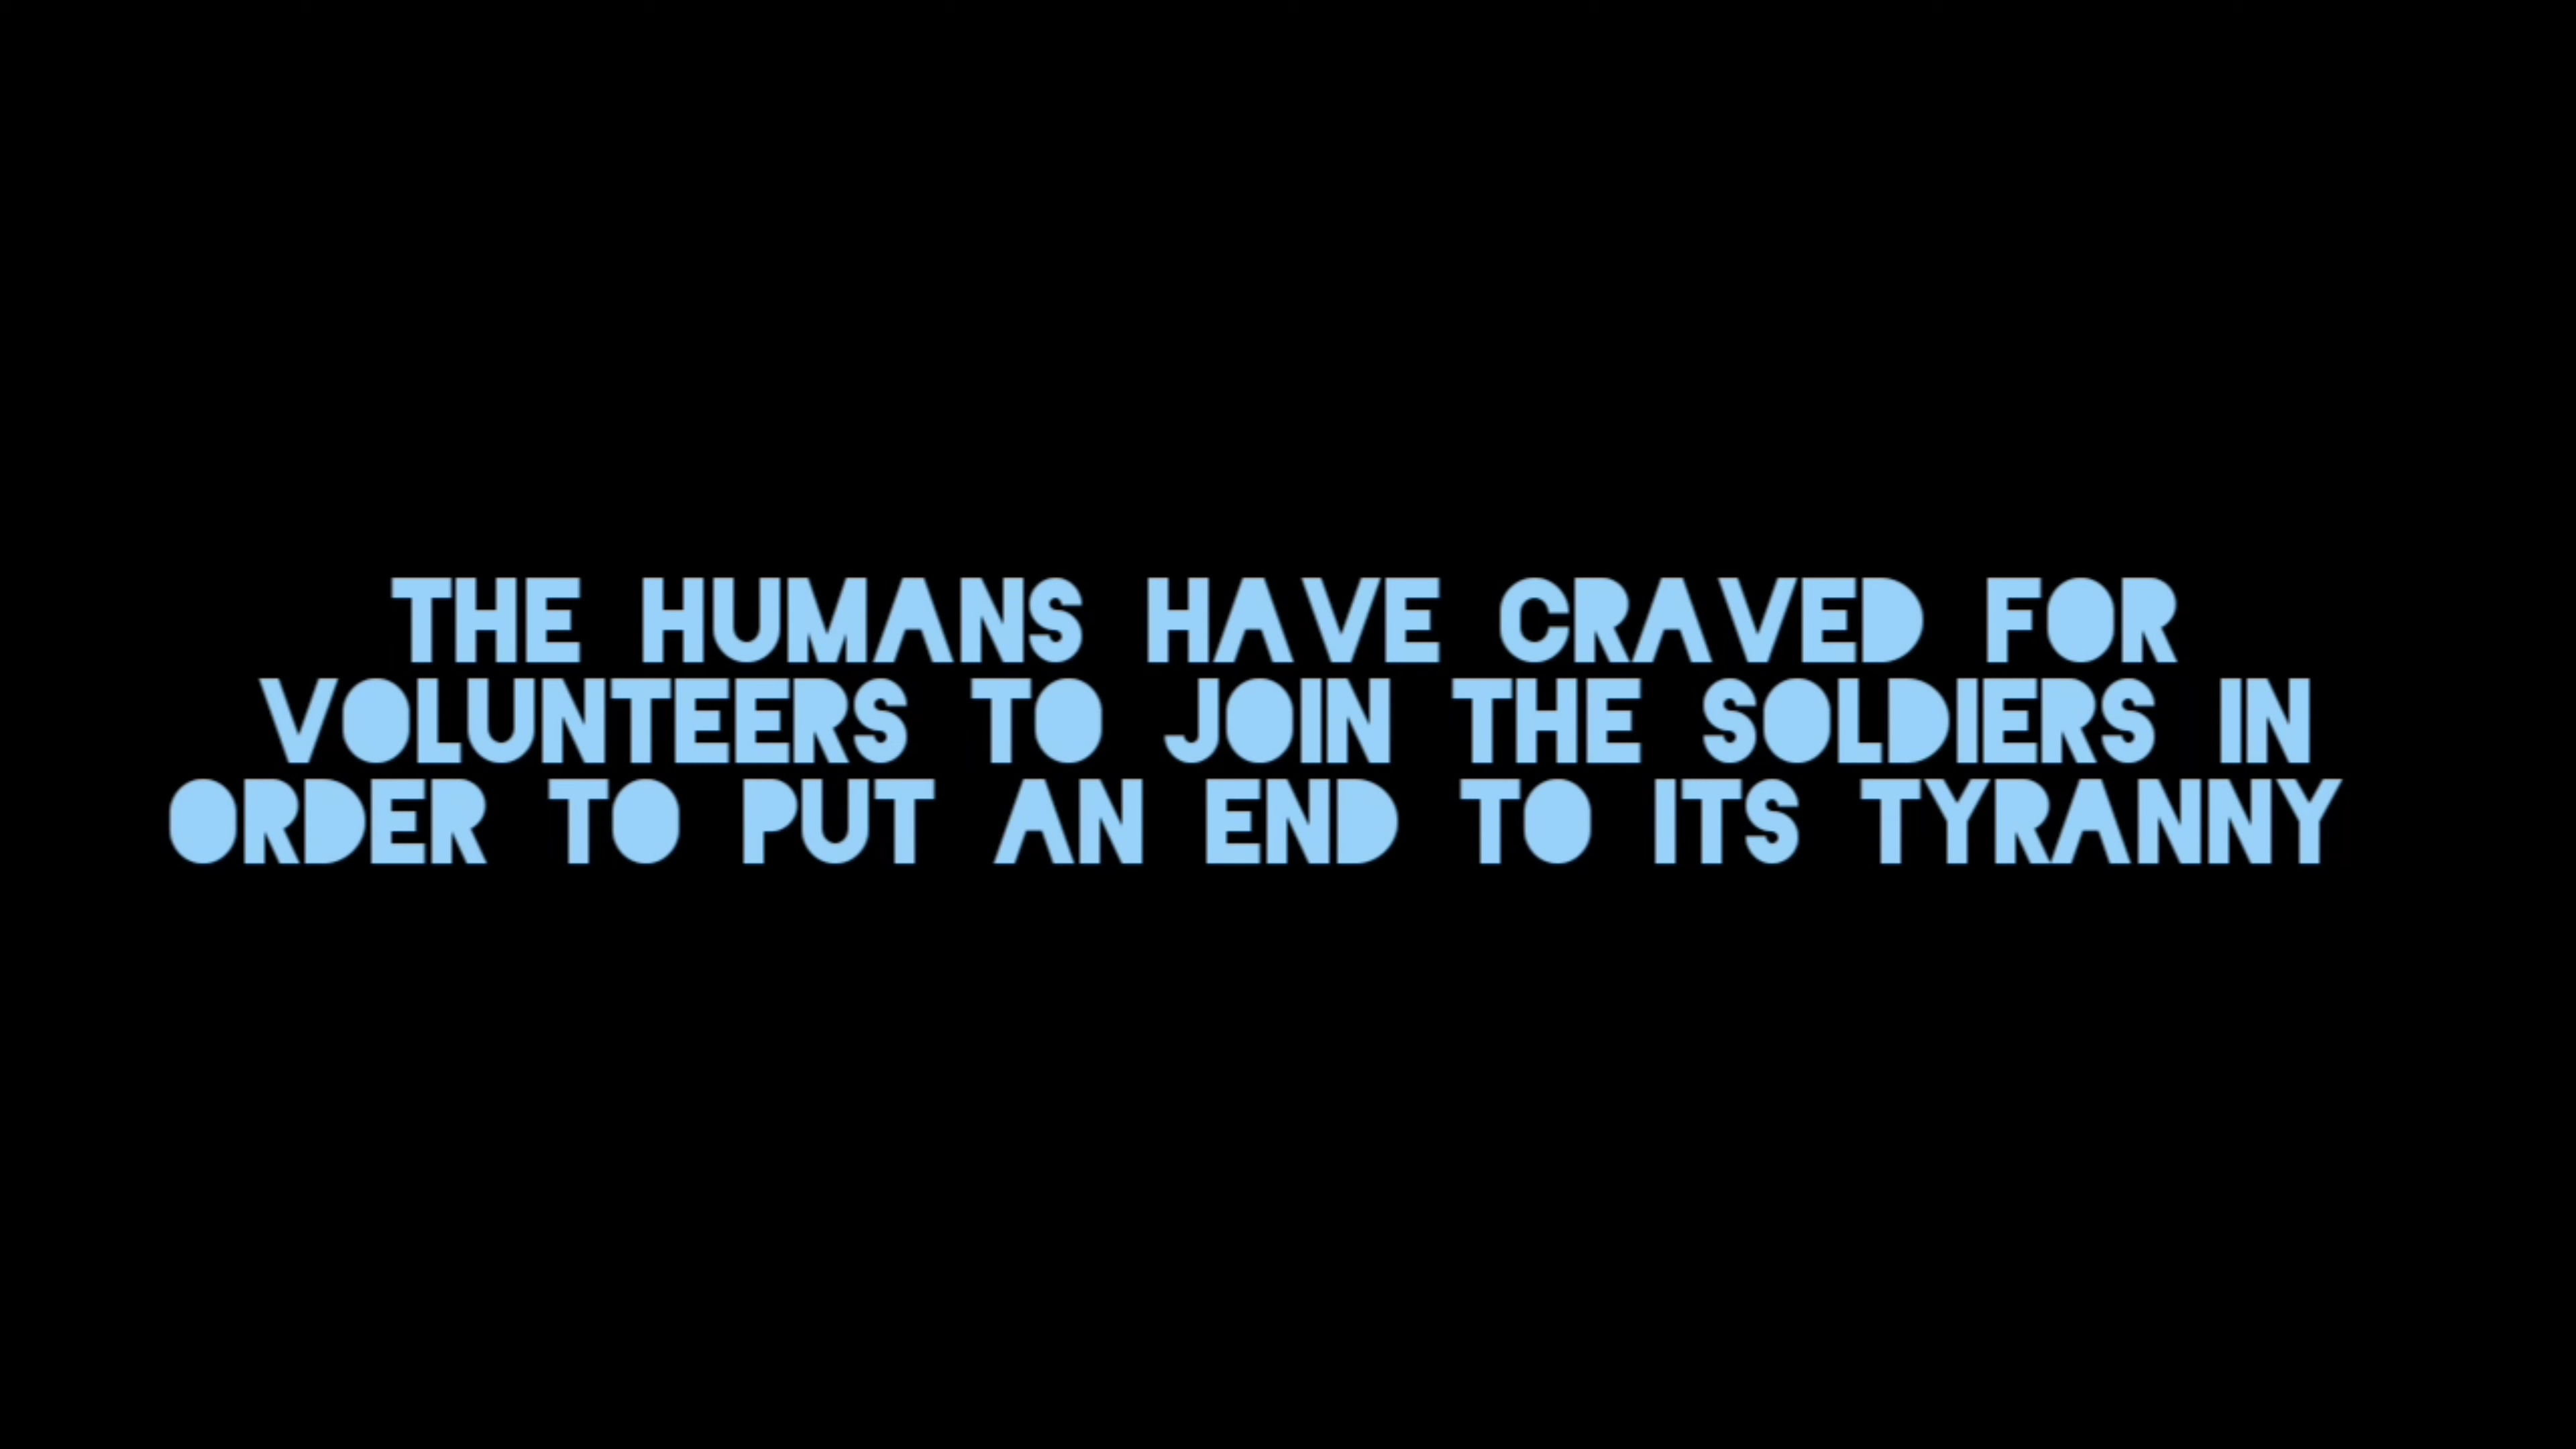 THE HUMANS HAVE CRAVED FOR
VOLUNTEERS TO JOIN THE SOLDIERS IN
ORDER TO PUT AN END TO ITS TYRANNY